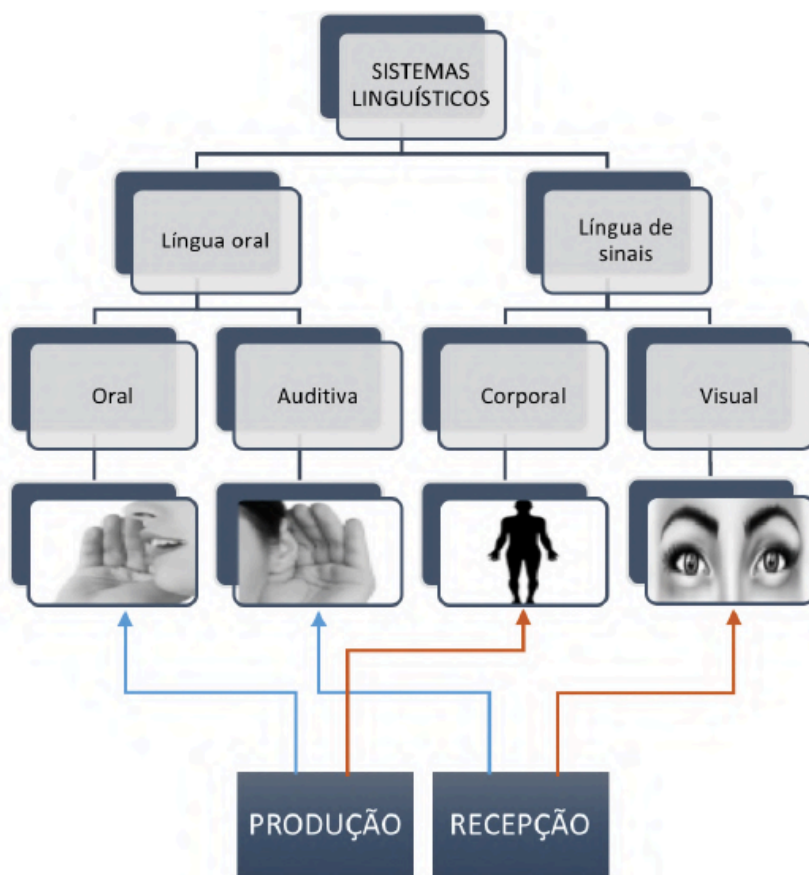 SISTEMAS
LINGUÍSTICOS
Língua oral
Língua de
sinais
Oral
Auditiva
Corporal
Visual
PRODUÇÃO
RECEPÇÃO